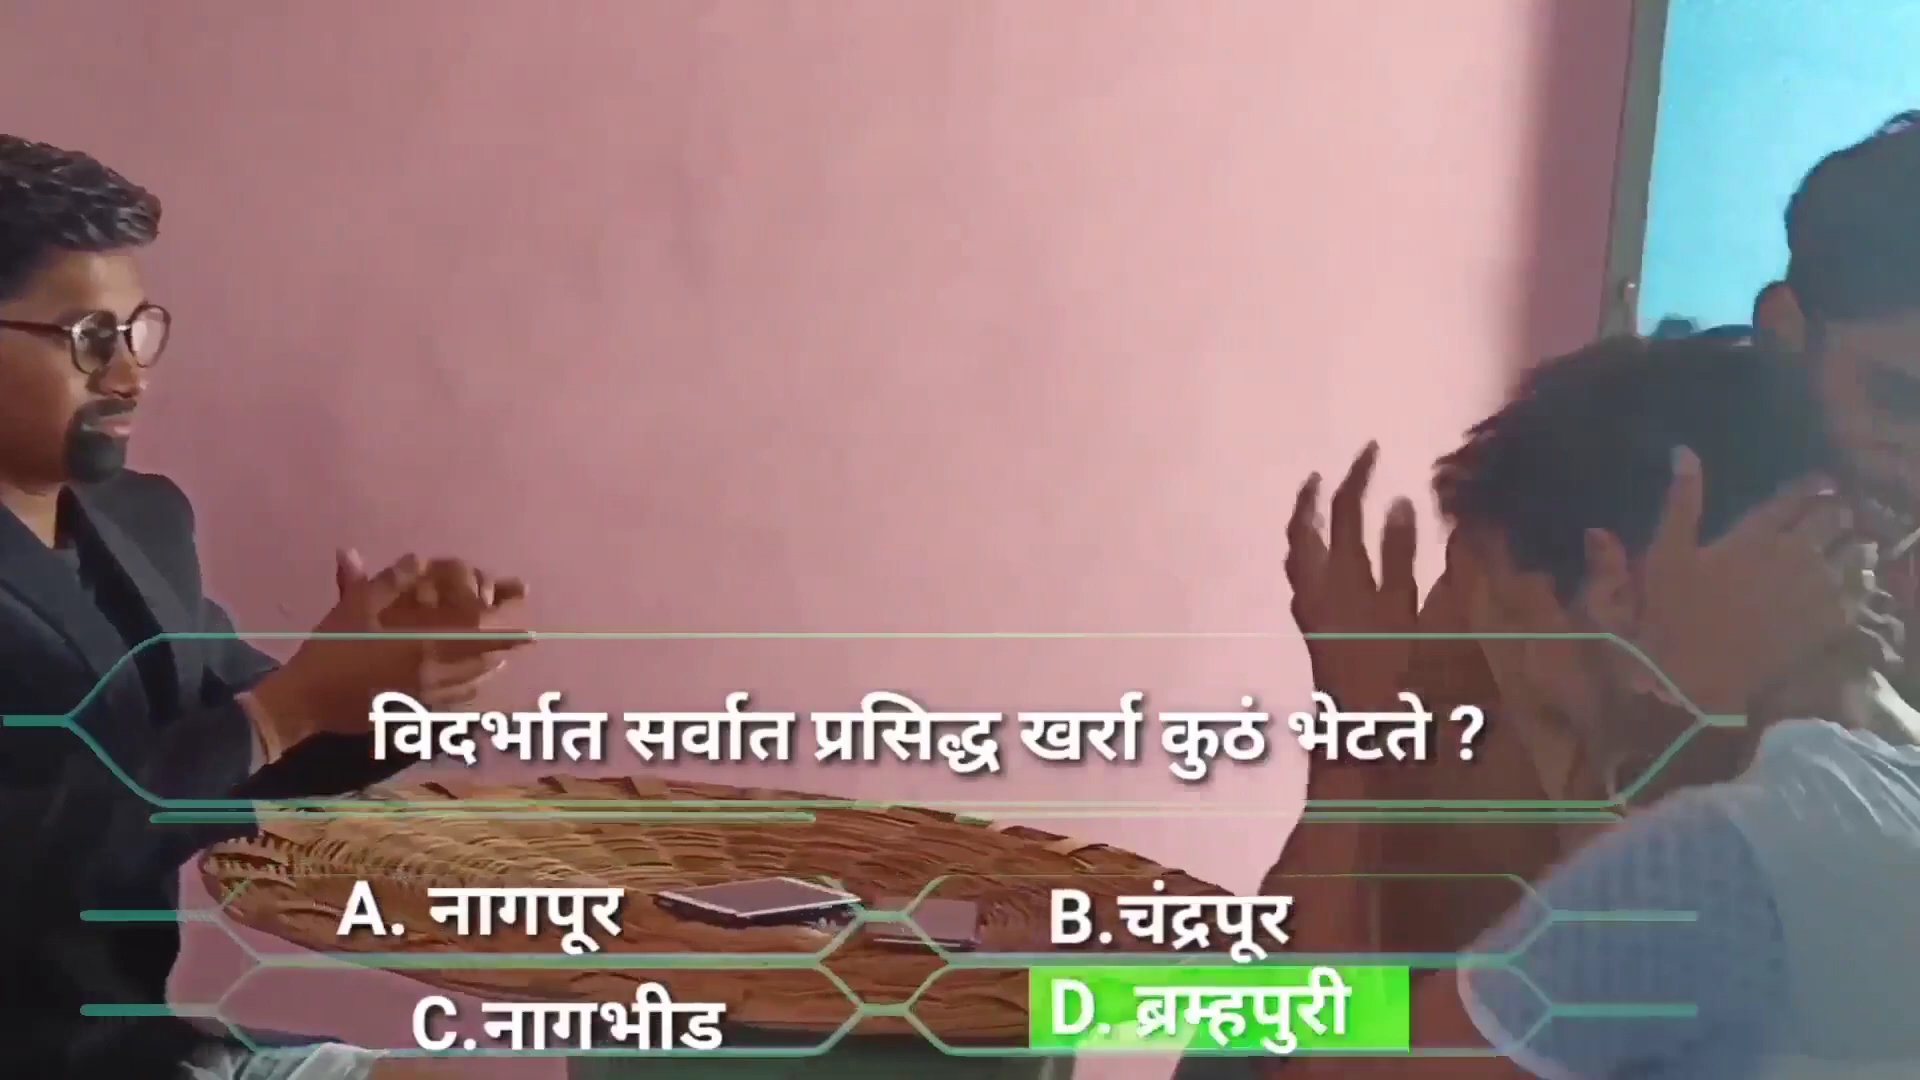 विदर्भात सर्वात प्रसिद्ध खर्रा कुठं भेटते ?
A. नागपूर
B.चंद्रपूर
C.नागभीड
D. ब्रम्हपुरी